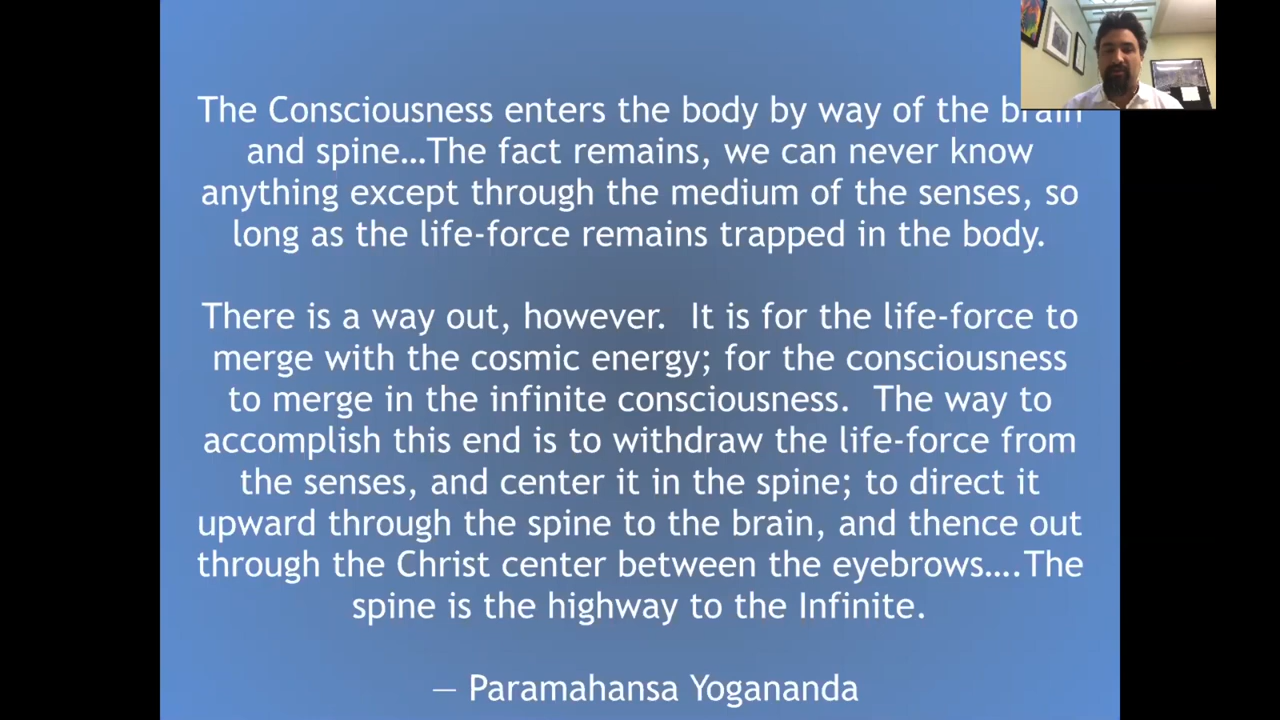 The Consciousness enters the body by way of the brain
and spine…The fact remains, we can never know
anything except through the medium of the senses, so
long as the life-force remains trapped in the body.
There is a way out, however.  It is for the life-force to
merge with the cosmic energy; for the consciousness
to merge in the infinite consciousness.  The way to
accomplish this end is to withdraw the life-force from
the senses, and center it in the spine; to direct it
upward through the spine to the brain, and thence out
through the Christ center between the eyebrows….The
spine is the highway to the Infinite.
— Paramahansa Yogananda